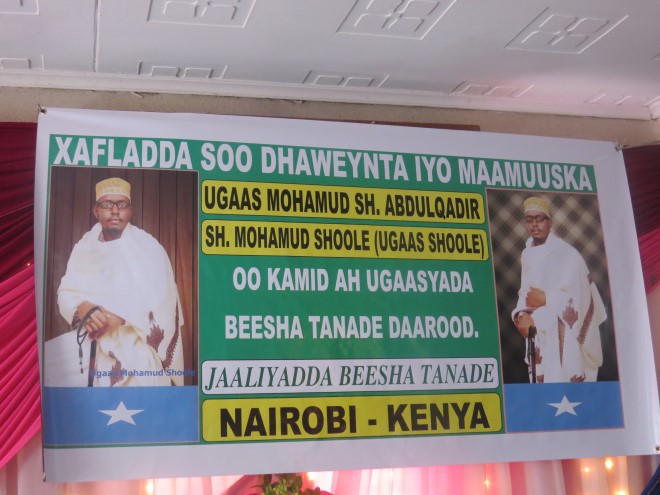 XAFLADDA SOO DHAWEYNTA IYO MAAMUUSKA
UGAAS MOHAMUD SH. ABDULQADIR
SH. MOHAMUD SHOOLE (UGAAS SHOOLE)
OO KAMID AH UGAASYADA
BEESHA TANADE DAAROOD.
JAALIYADDA BEESHA TANADE
NAIROBI - KENYA
Ugaas Mohamud Shoole